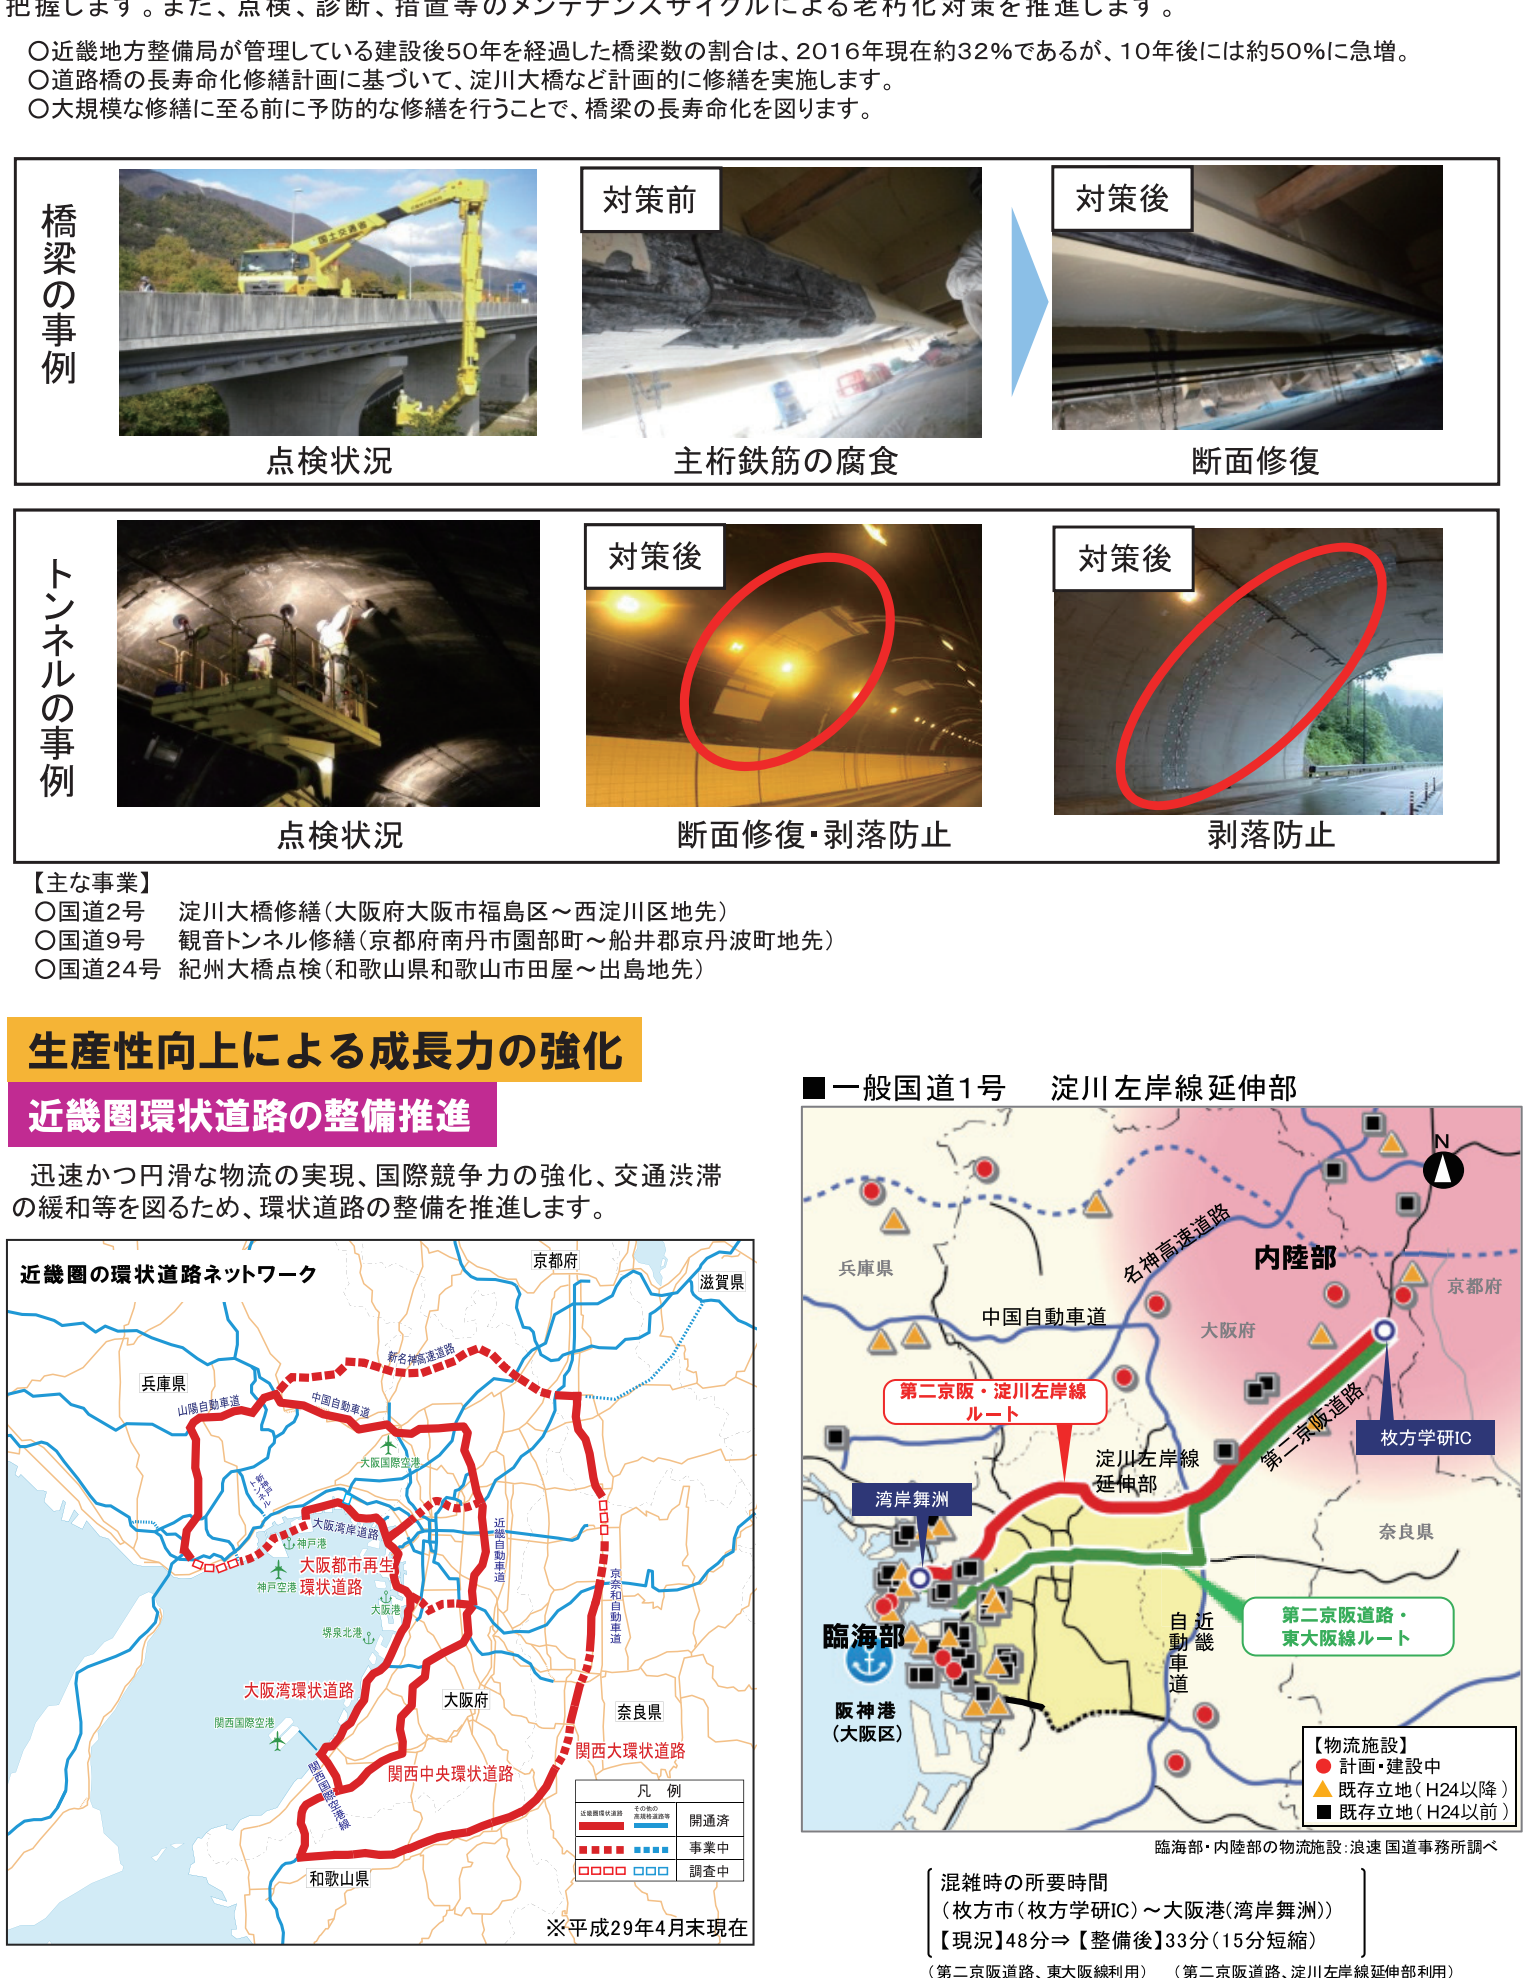 把握します。また、点検、診断、措置等のメンテナンスサイクルによる老朽化対策を推進します。
○近畿地方整備局が管理している建設後50年を経過した橋梁数の割合は、2016年現在約32%であるが、10年後には約50%に急増。
○道路橋の長寿命化修繕計画に基づいて、淀川大橋など計画的に修繕を実施します。
○大規模な修繕に至る前に予防的な修繕を行うことで、橋梁の長寿命化を図ります。
橋梁の事例
国土交通省
対策前
対策後
点検状況
主桁鉄筋の腐食
断面修復
トンネルの事例
対策後
対策後
点検状況
断面修復・剥落防止
剥落防止
【主な事業】
○国道2号　淀川大橋修繕(大阪府大阪市福島区～西淀川区地先)
○国道9号　観音トンネル修繕(京都府南丹市園部町～船井郡京丹波町地先)
○国道24号　紀州大橋点検(和歌山県和歌山市田屋～出島地先)
生産性向上による成長力の強化
近畿圏環状道路の整備推進
迅速かつ円滑な物流の実現、国際競争力の強化、交通渋滞
の緩和等を図るため、環状道路の整備を推進します。
近畿圏の環状道路ネットワーク
京都府
滋賀県
新名神高速道路
兵庫県
山陽自動車道
中国自動車道
大阪国際空港
新神戸
トンネル
大阪湾岸道路
近畿自動車道
神戸港
大阪都市再生
環状道路
神戸空港
大阪港
京奈和自動車道
堺泉北港
大阪湾環状道路
大阪府
奈良県
関西国際空港
関西大環状道路
関西中央環状道路
関西国際空港線
和歌山県
凡　例
近畿圏環状道路
その他の
高規格道路等
開通済
事業中
調査中
※平成29年4月末現在
■一般国道1号　淀川左岸線延伸部
N
名神高速道路
内陸部
兵庫県
京都府
中国自動車道
大阪府
第二京阪・淀川左岸線
ルート
第二京阪道路
枚方学研IC
淀川左岸線
延伸部
湾岸舞洲
奈良県
第二京阪道路・
東大阪線ルート
臨海部
近畿
自動車道
阪神港
(大阪区)
【物流施設】
計画・建設中
既存立地(H24以降)
既存立地(H24以前)
臨海部・内陸部の物流施設:浪速国道事務所調べ
混雑時の所要時間
(枚方市(枚方学研IC)～大阪港(湾岸舞洲))
【現況】48分⇒【整備後】33分(15分短縮)
(第二京阪道路、東大阪線利用)　(第二京阪道路、淀川左岸線延伸部利用)